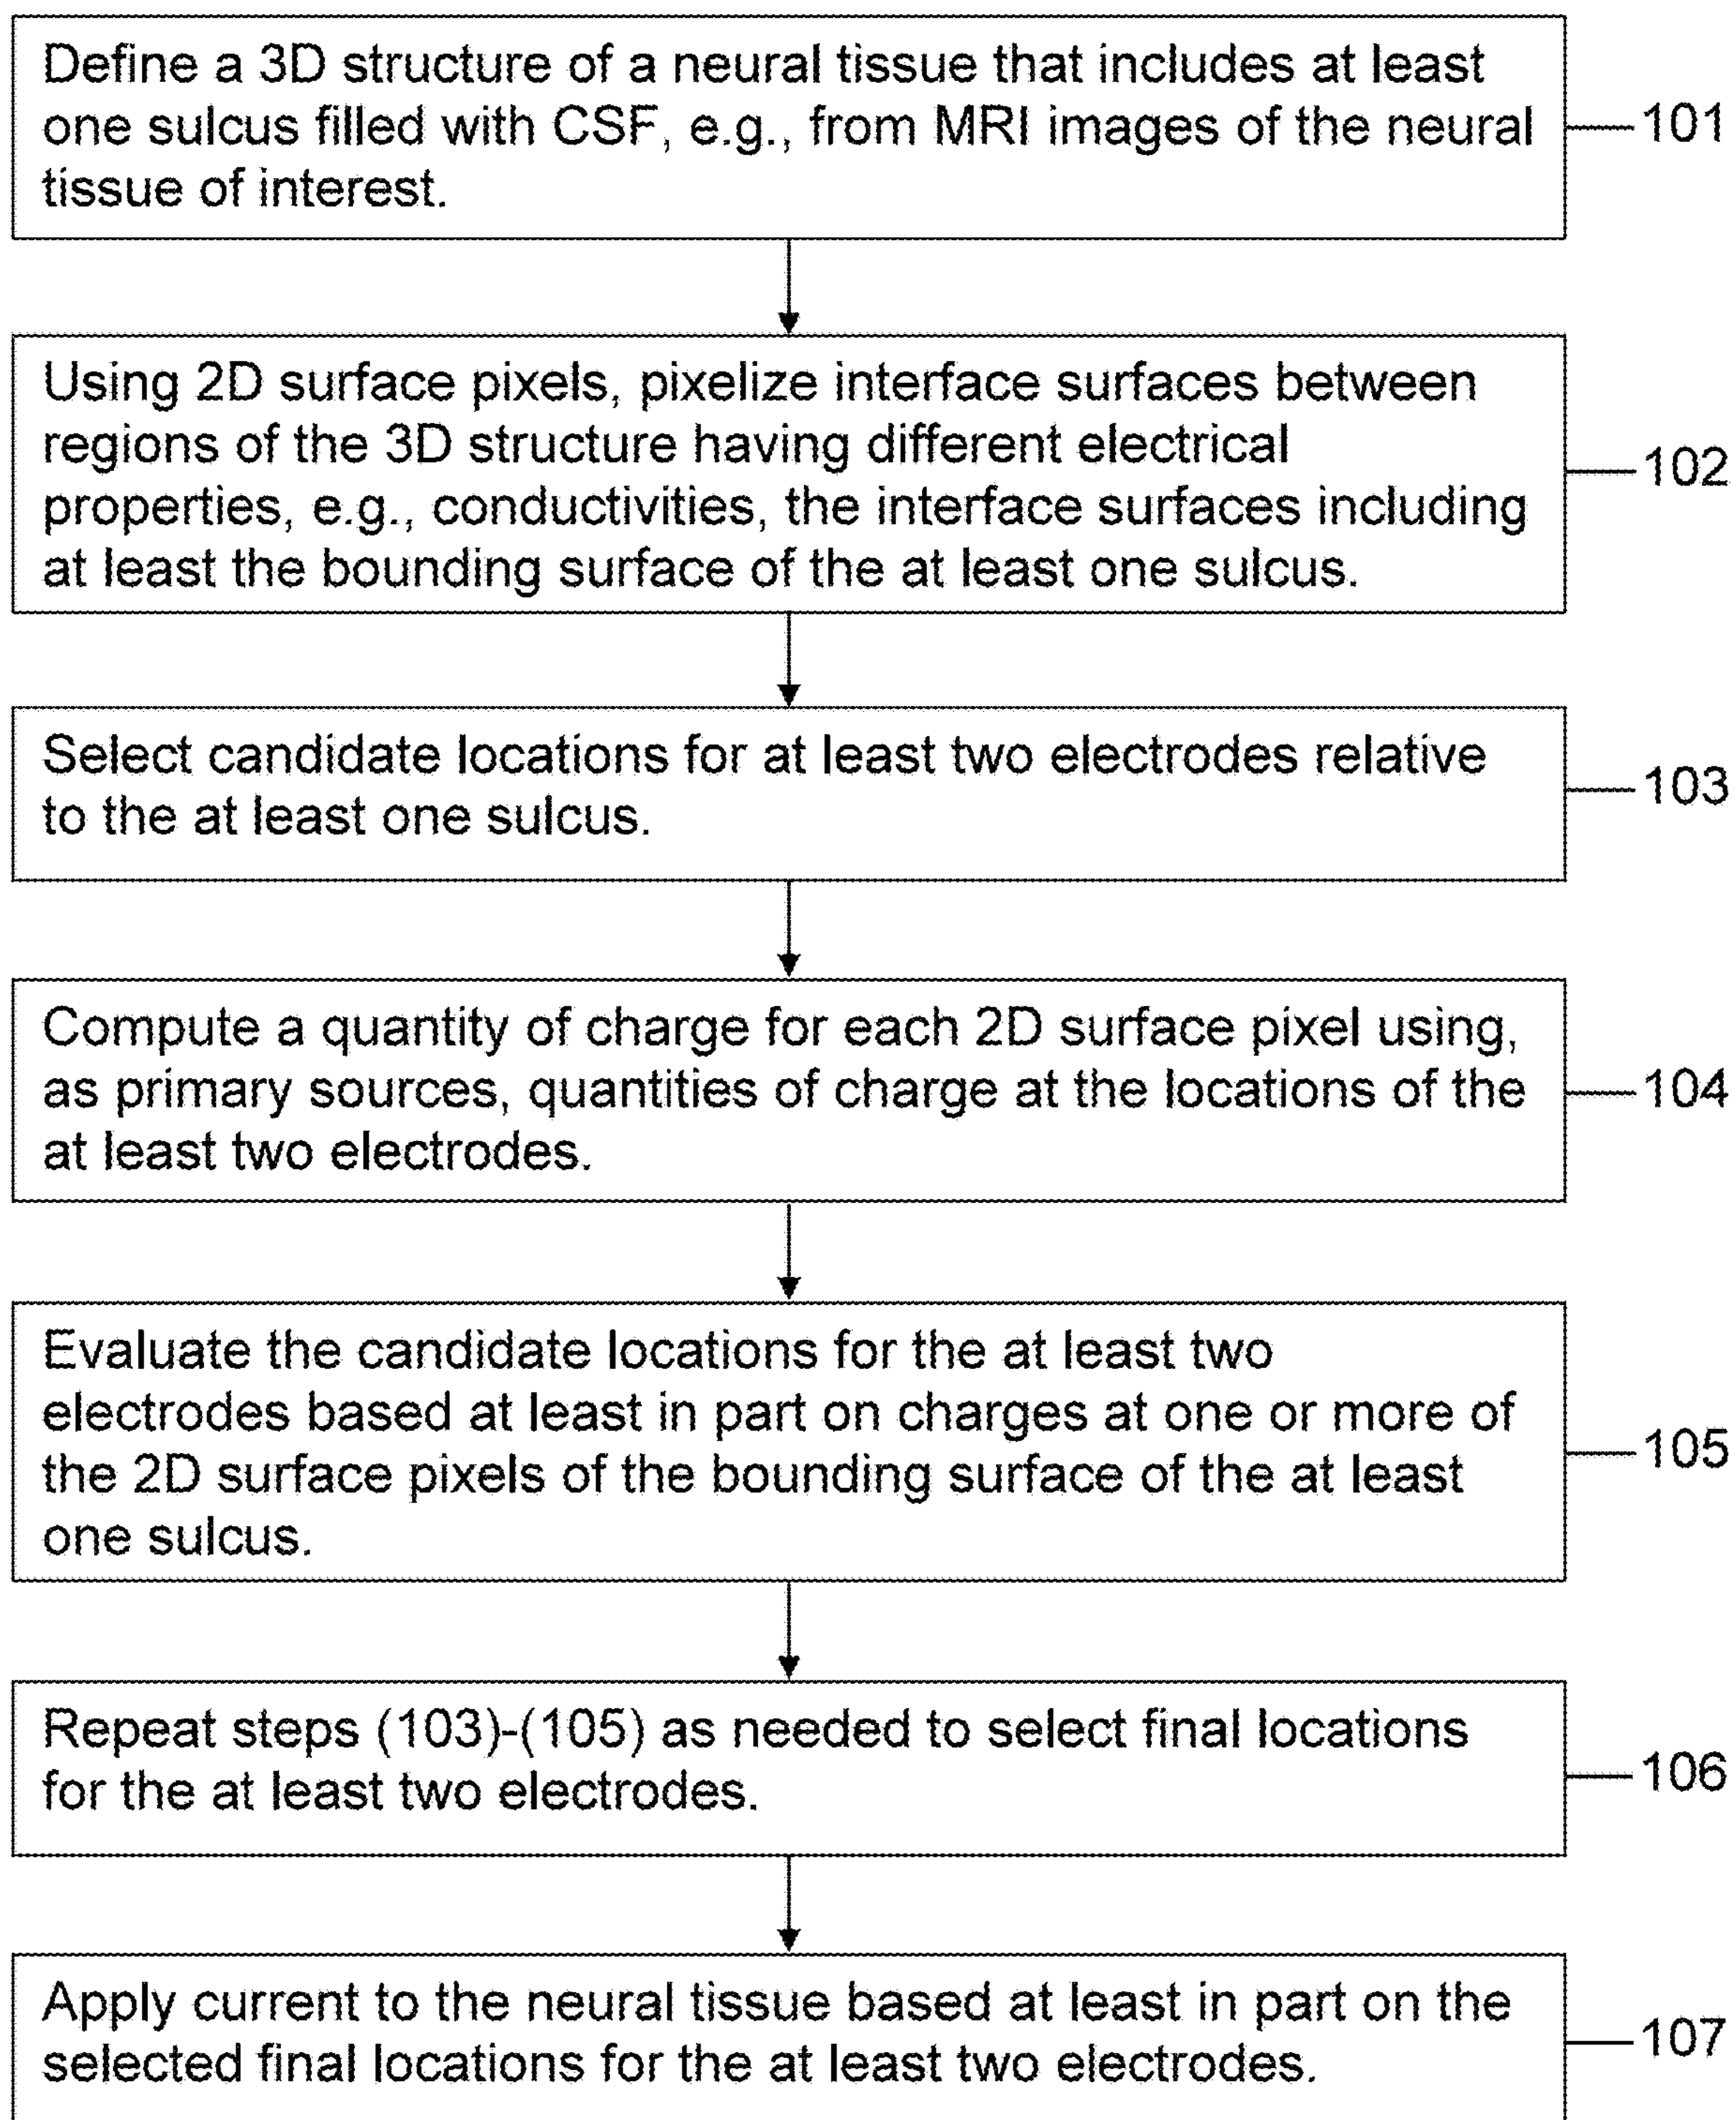 Define a 3D structure of a neural tissue that includes at least
one sulcus filled with CSF, e.g., from MRI images of the neural
tissue of interest.
101
Using 2D surface pixels, pixelize interface surfaces between
regions of the 3D structure having different electrical
properties, e.g., conductivities, the interface surfaces including
at least the bounding surface of the at least one sulcus.
102
Select candidate locations for at least two electrodes relative
to the at least one sulcus.
103
Compute a quantity of charge for each 2D surface pixel using,
as primary sources, quantities of charge at the locations of the
at least two electrodes.
104
Evaluate the candidate locations for the at least two
electrodes based at least in part on charges at one or more of
the 2D surface pixels of the bounding surface of the at least
one sulcus.
105
Repeat steps (103)-(105) as needed to select final locations
for the at least two electrodes.
106
Apply current to the neural tissue based at least in part on the
selected final locations for the at least two electrodes.
107